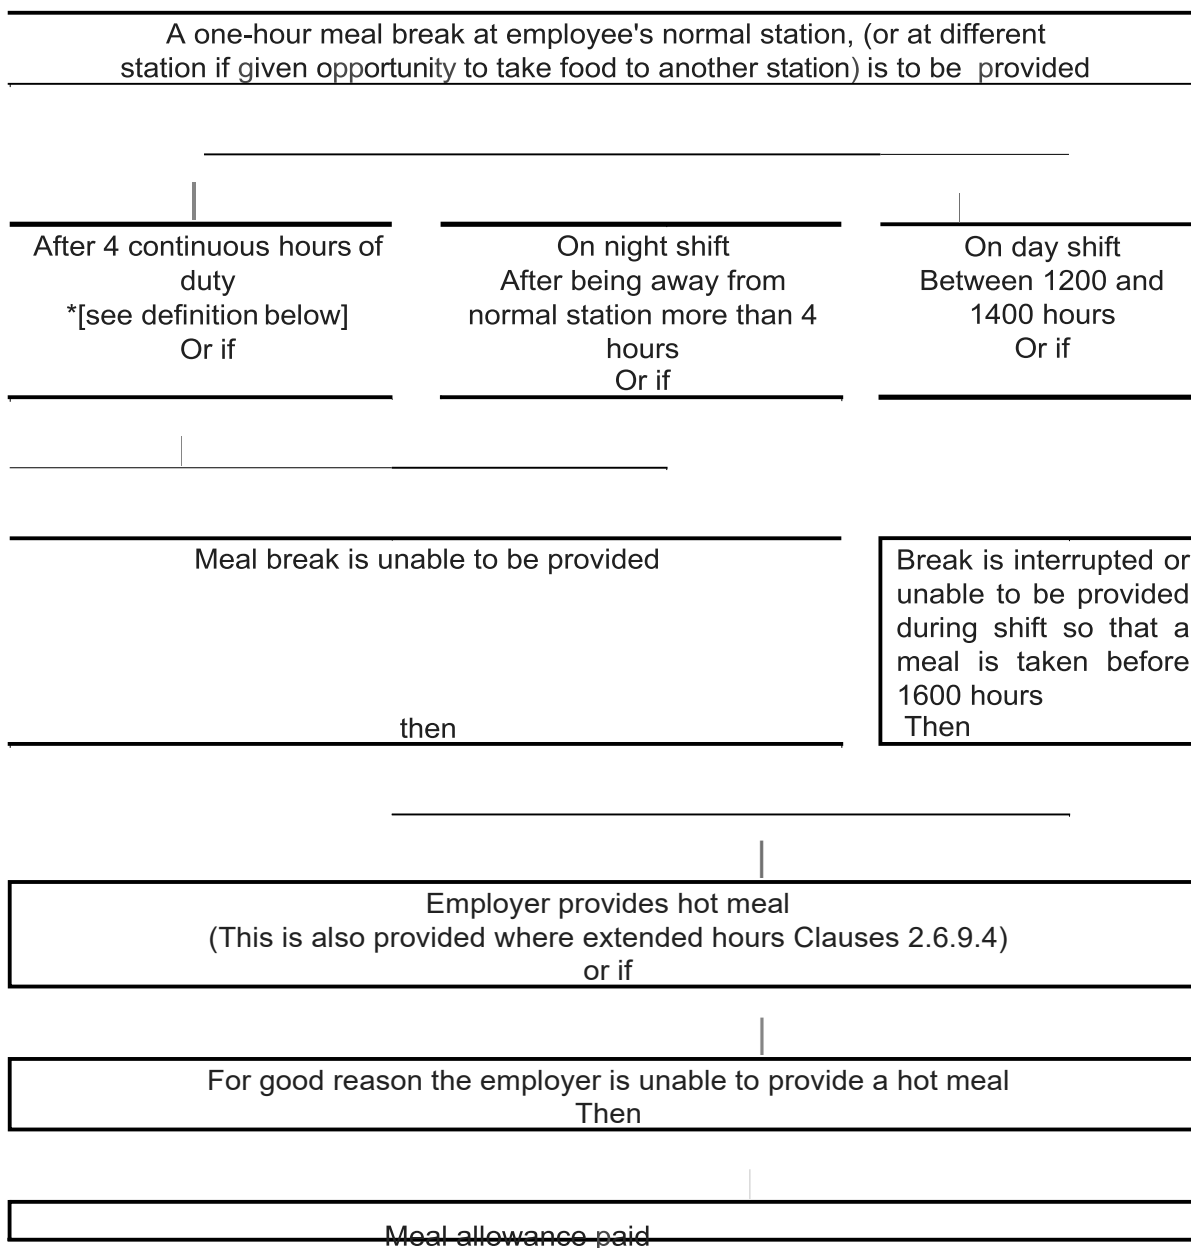 A one-hour meal break at employee's normal station, (or at different
station if given opportunity to take food to another station) is to be provided
After 4 continuous hours of
duty
*[see definition below]
Or if
On night shift
After being away from
normal station more than 4
hours
Or if
On day shift
Between 1200 and
1400 hours
Or if
Meal break is unable to be provided
then
Break is interrupted or
unable to be provided
during shift so that a
meal is taken before
1600 hours
Then
Employer provides hot meal
(This is also provided where extended hours Clauses 2.6.9.4)
or if
For good reason the employer is unable to provide a hot meal
Then
Meal allowance paid